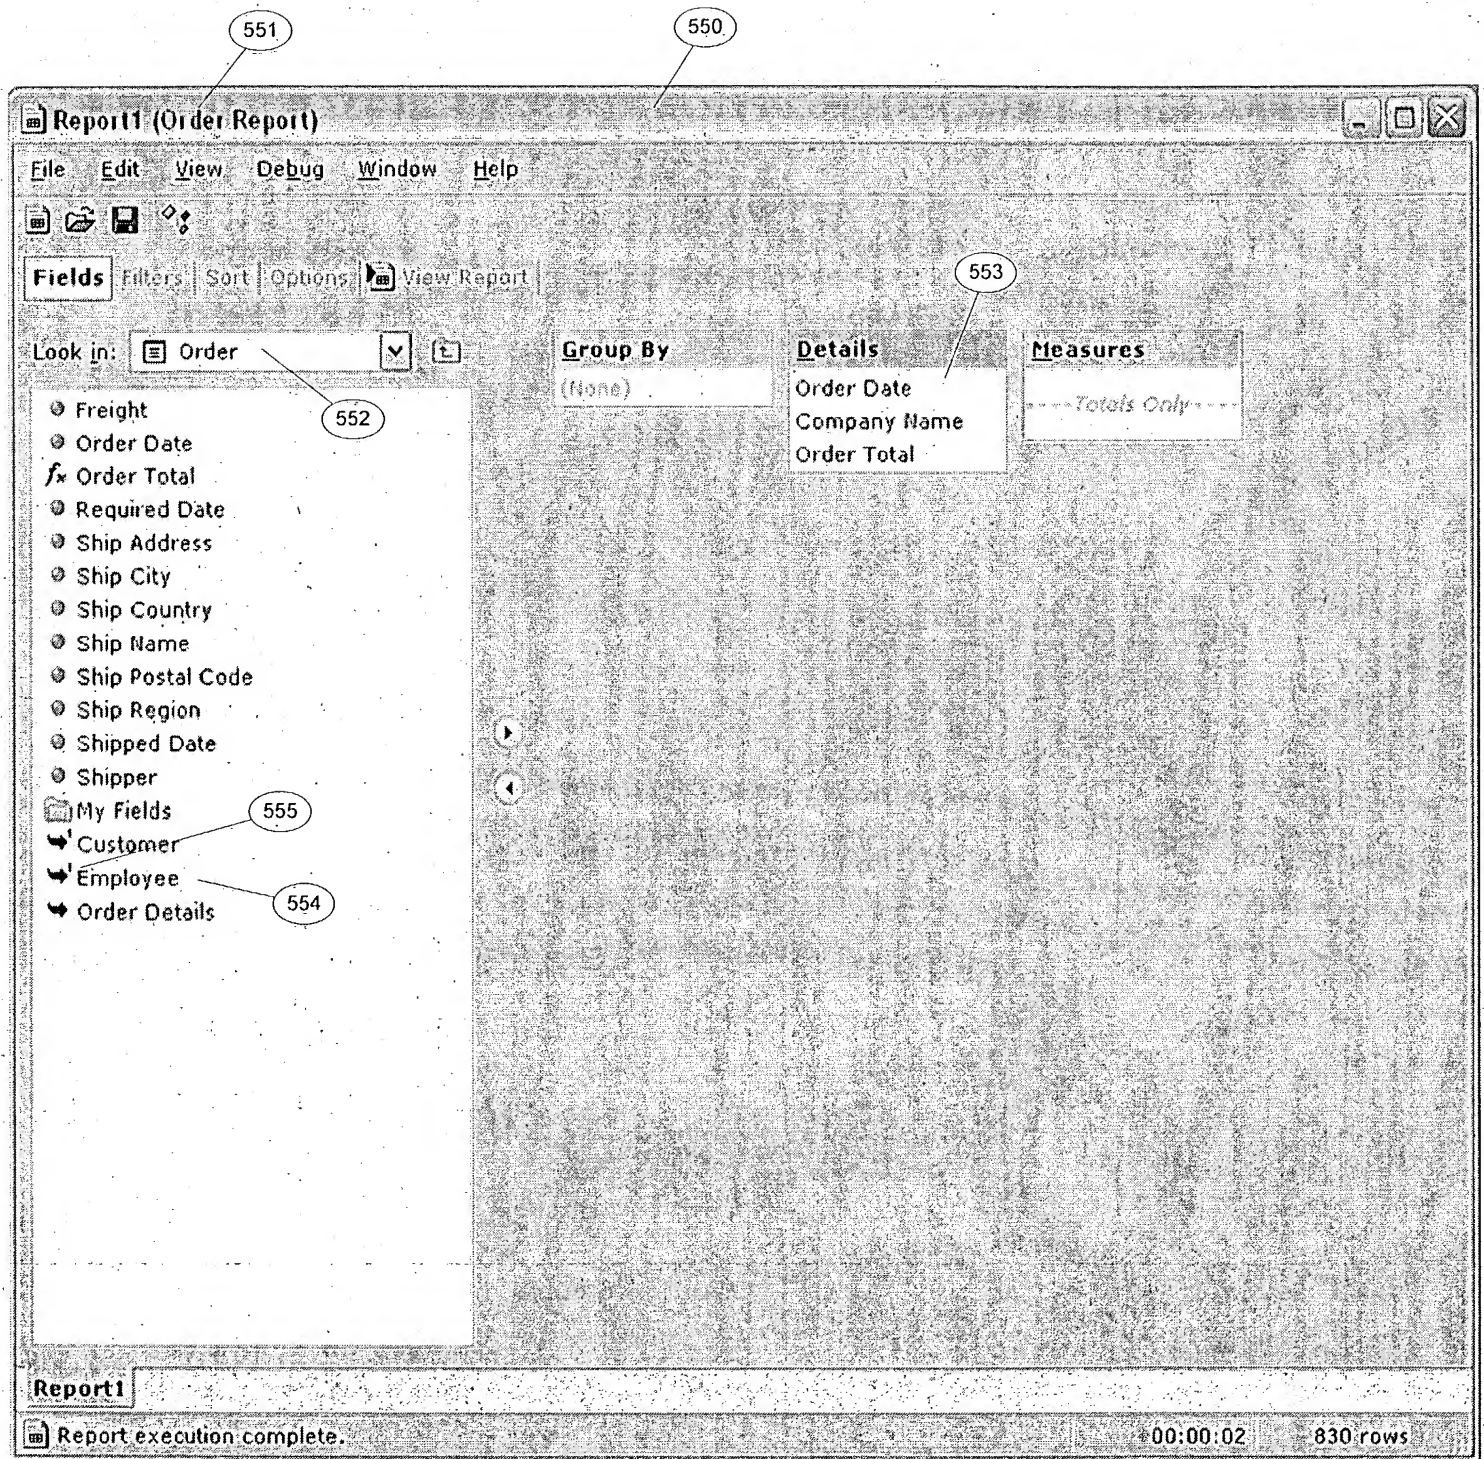 551
550
Report1 (Order Report)
File Edit View Debug Window Help
Fields Filters Sort Options View Report
553
Look in: Order
Group By
(None)
Details
Order Date
Company Name
Order Total
Measures
----Totals Only----
552
Freight
Order Date
fx Order Total
Required Date
Ship Address
Ship City
Ship Country
Ship Name
Ship Postal Code
Ship Region
Shipped Date
Shipper
My Fields
555
1 Customer
1 Employee
554
Order Details
Report1
Report execution complete.
00:00:02
830 rows